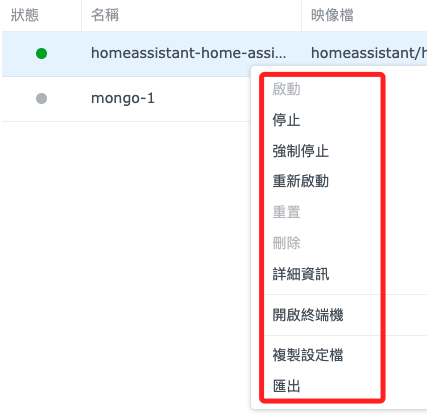 狀態 名稱 映像檔
homeassistant-home-assi... homeassistant/h
mongo-1
啟動
停止
強制停止
重新啟動
重置
刪除
詳細資訊
開啟終端機
複製設定檔
匯出